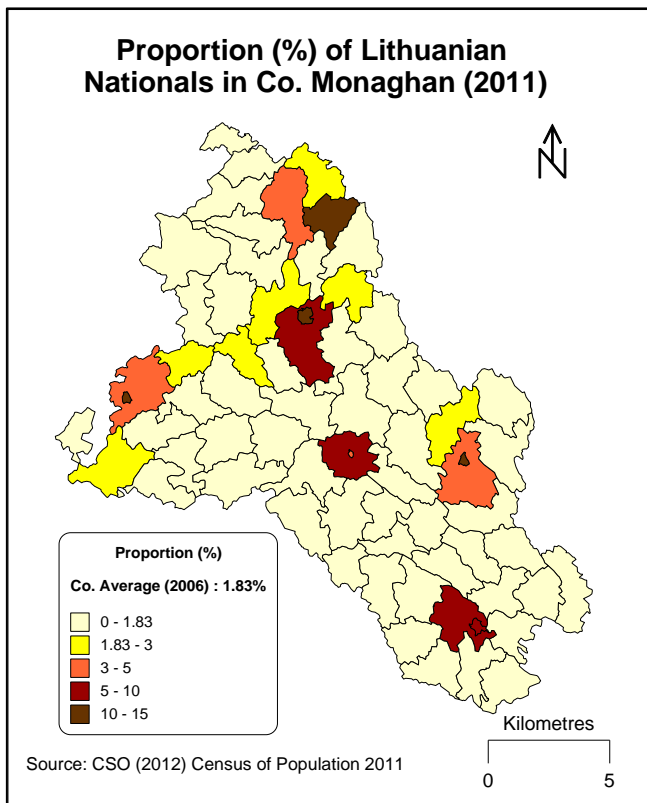 Proportion (%) of Lithuanian
Nationals in Co. Monaghan (2011)
N
Proportion (%)
Co. Average (2006) : 1.83%
0 - 1.83
1.83 - 3
3 - 5
5 - 10
10 - 15
Kilometres
0 5
Source: CSO (2012) Census of Population 2011